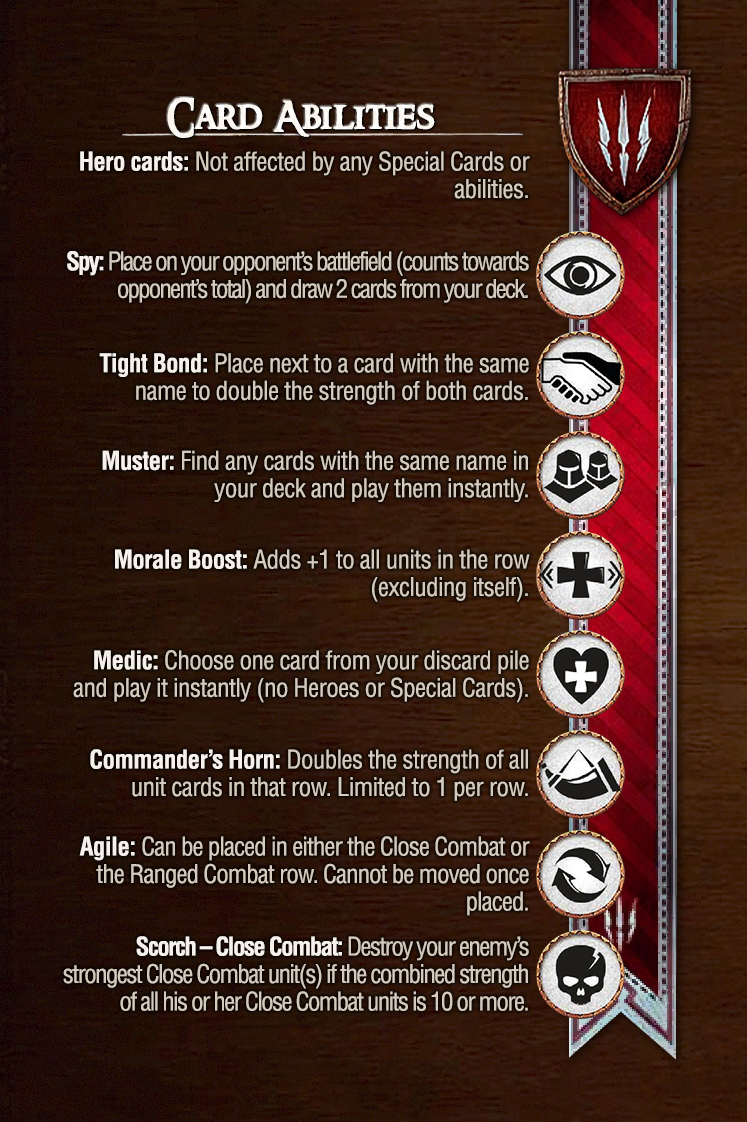 Card Abilities
Hero cards: Not affected by any Special Cards or
abilities.
Spy: Place on your opponent's battlefield (counts towards
opponent's total) and draw 2 cards from your deck.
Tight Bond: Place next to a card with the same
name to double the strength of both cards.
Muster: Find any cards with the same name in
your deck and play them instantly.
Morale Boost: Adds +1 to all units in the row
(excluding itself).
Medic: Choose one card from your discard pile
and play it instantly (no Heroes or Special Cards).
Commander's Horn: Doubles the strength of all
unit cards in that row. Limited to 1 per row.
Agile: Can be placed in either the Close Combat or
the Ranged Combat row. Cannot be moved once
placed.
Scorch – Close Combat: Destroy your enemy's
strongest Close Combat unit(s) if the combined strength
of all his or her Close Combat units is 10 or more.